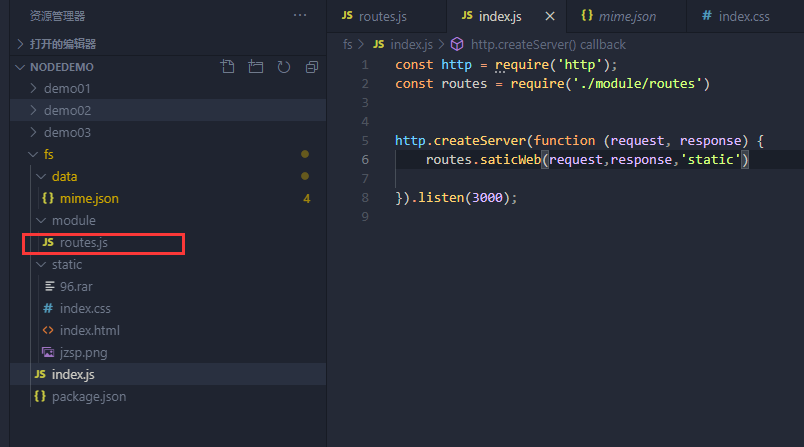 资源管理器 ···
打开的编辑器
NODEDEMO
demo01
demo02
demo03
fs
data
{} mime.json 4
module
JS routes.js
static
96.rar
# index.css
<> index.html
jzsp.png
JS index.js
{} package.json
JS routes.js JS index.js × {} mime.json # index.css
fs > JS index.js > http.createServer() callback
1 const http = require('http');
2 const routes = require('./module/routes')
3
4
5 http.createServer(function (request, response) {
6 routes.saticWeb(request,response,'static')
7
8 }).listen(3000);
9